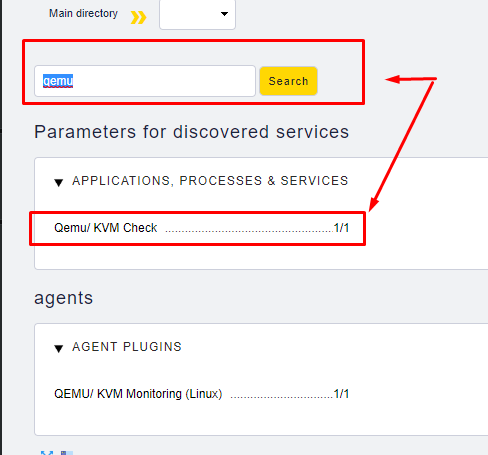 Main directory
qemu Search
Parameters for discovered services
APPLICATIONS, PROCESSES & SERVICES
Qemu/ KVM Check ....................................................1/1
agents
AGENT PLUGINS
QEMU/ KVM Monitoring (Linux) ................................1/1